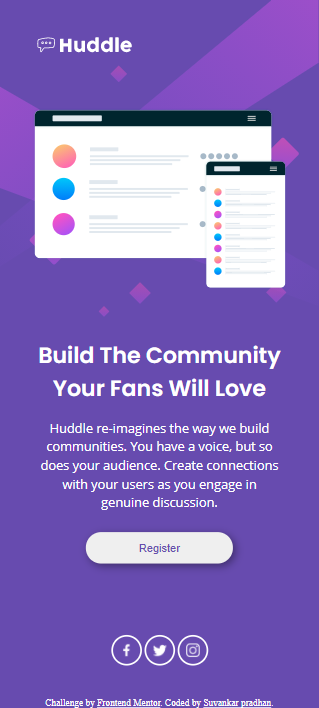 Huddle
Build The Community
Your Fans Will Love
Huddle re-imagines the way we build
communities. You have a voice, but so
does your audience. Create connections
with your users as you engage in
genuine discussion.
Register
Challenge by Frontend Mentor. Coded by Suvankar pradhan.